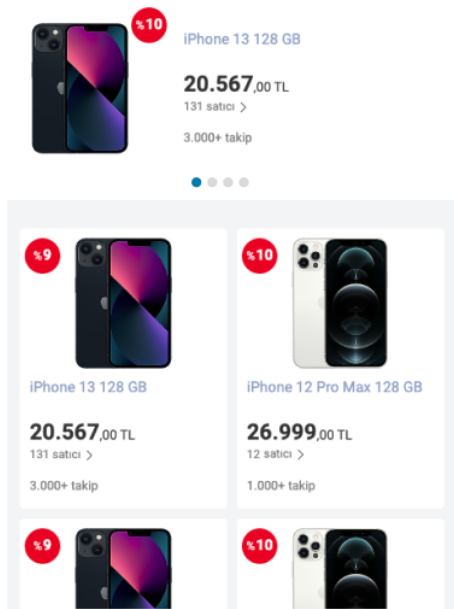 %10
iPhone 13 128 GB
20.567,00 TL
131 satıcı >
3.000+ takip
%9
iPhone 13 128 GB
20.567,00 TL
131 satıcı >
3.000+ takip
%10
iPhone 12 Pro Max 128 GB
26.999,00 TL
12 satıcı >
1.000+ takip
%9
%10